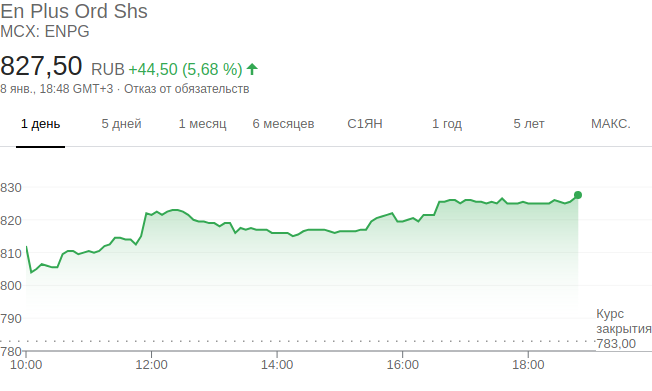 En Plus Ord Shs
MCX: ENPG
827,50 RUB +44,50 (5,68 %)
8 янв., 18:48 GMT+3 · Отказ от обязательств
1 день 5 дней 1 месяц 6 месяцев С1ЯН 1 год 5 лет МАКС.
830
820
810
800
790
Курс
закрытия
783,00
780
10:00 12:00 14:00 16:00 18:00